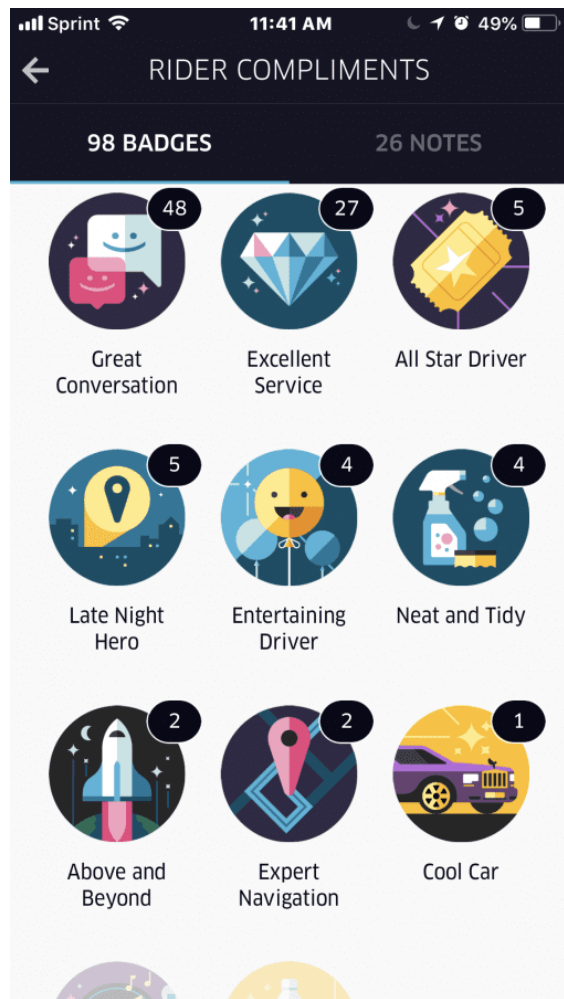 Sprint 11:41 AM 49%
RIDER COMPLIMENTS
98 BADGES 26 NOTES
48 27 5
Great Excellent All Star Driver
Conversation Service
5 4 4
Late Night Entertaining Neat and Tidy
Hero Driver
2 2 1
Above and Expert Cool Car
Beyond Navigation